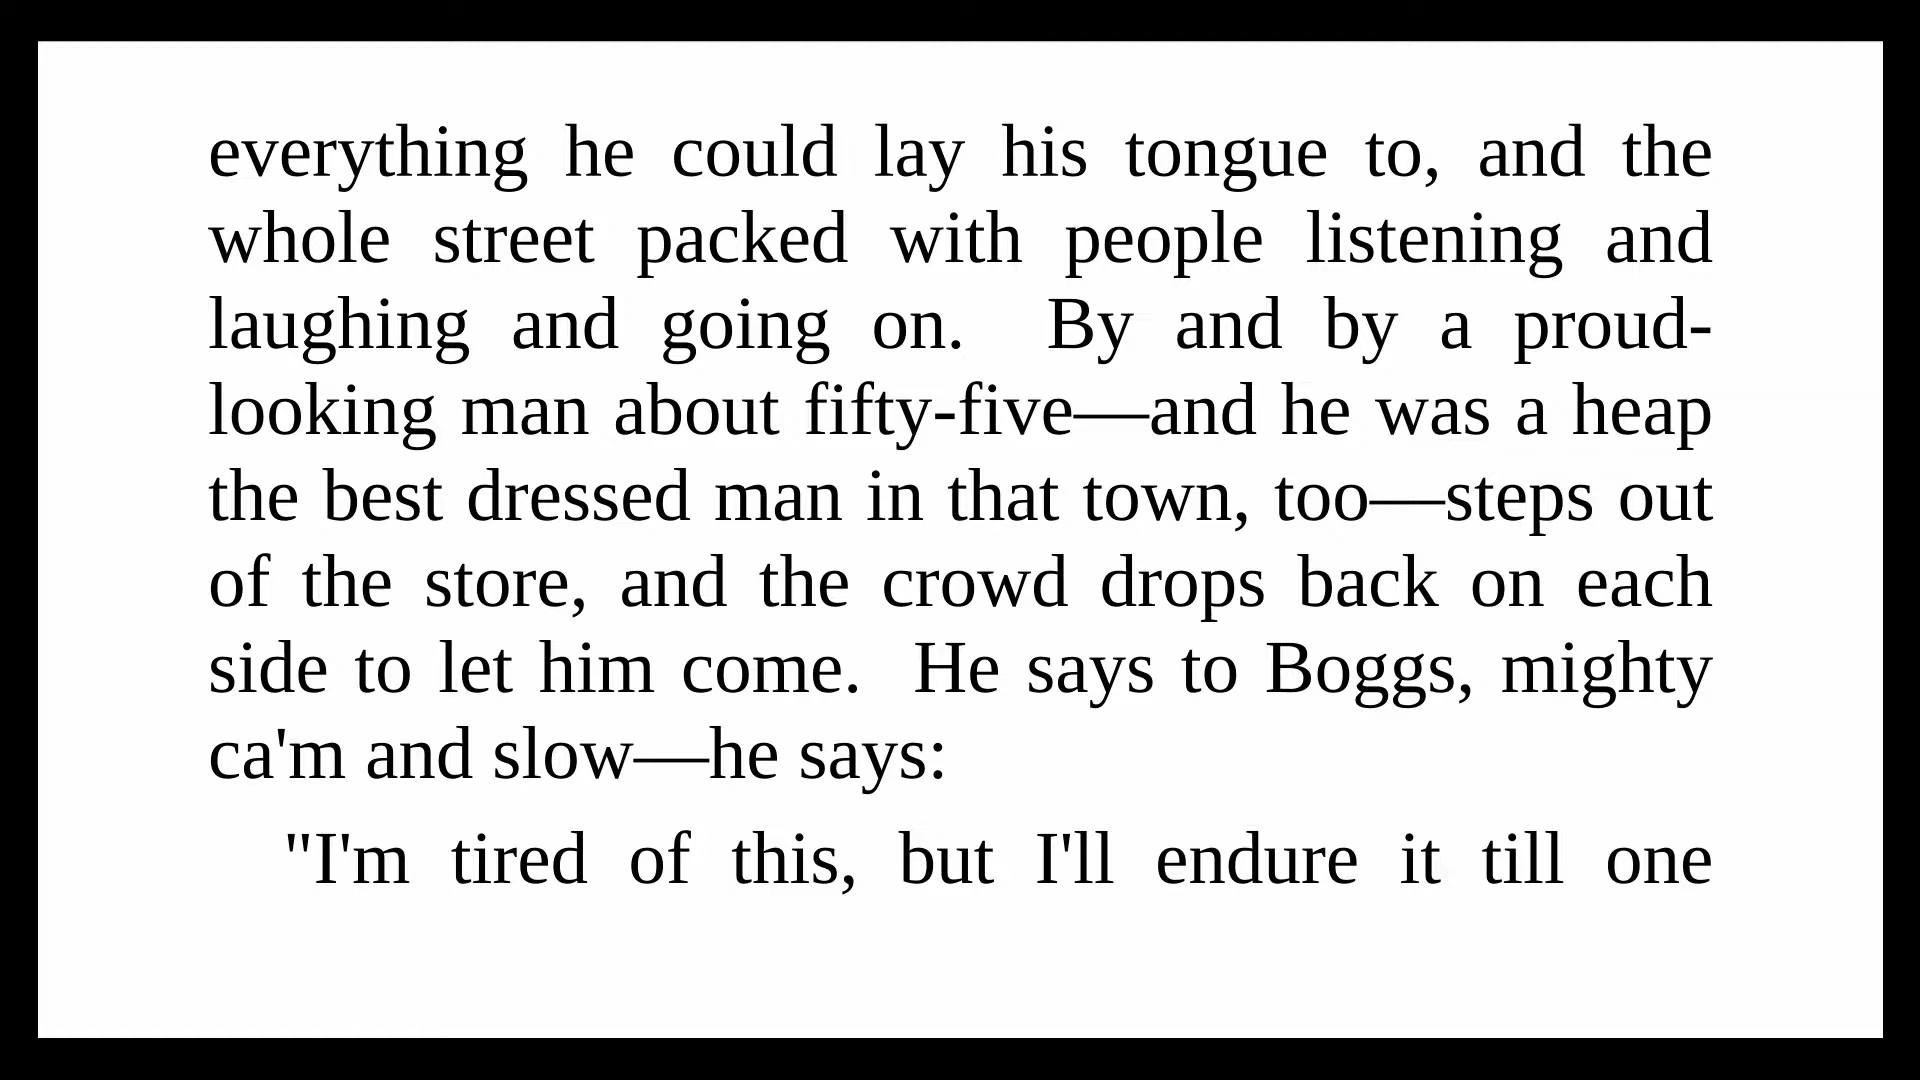 everything he could lay his tongue to, and the
whole street packed with people listening and
laughing and going on.  By and by a proud-
looking man about fifty-five—and he was a heap
the best dressed man in that town, too—steps out
of the store, and the crowd drops back on each
side to let him come.  He says to Boggs, mighty
ca'm and slow—he says:
"I'm tired of this, but I'll endure it till one